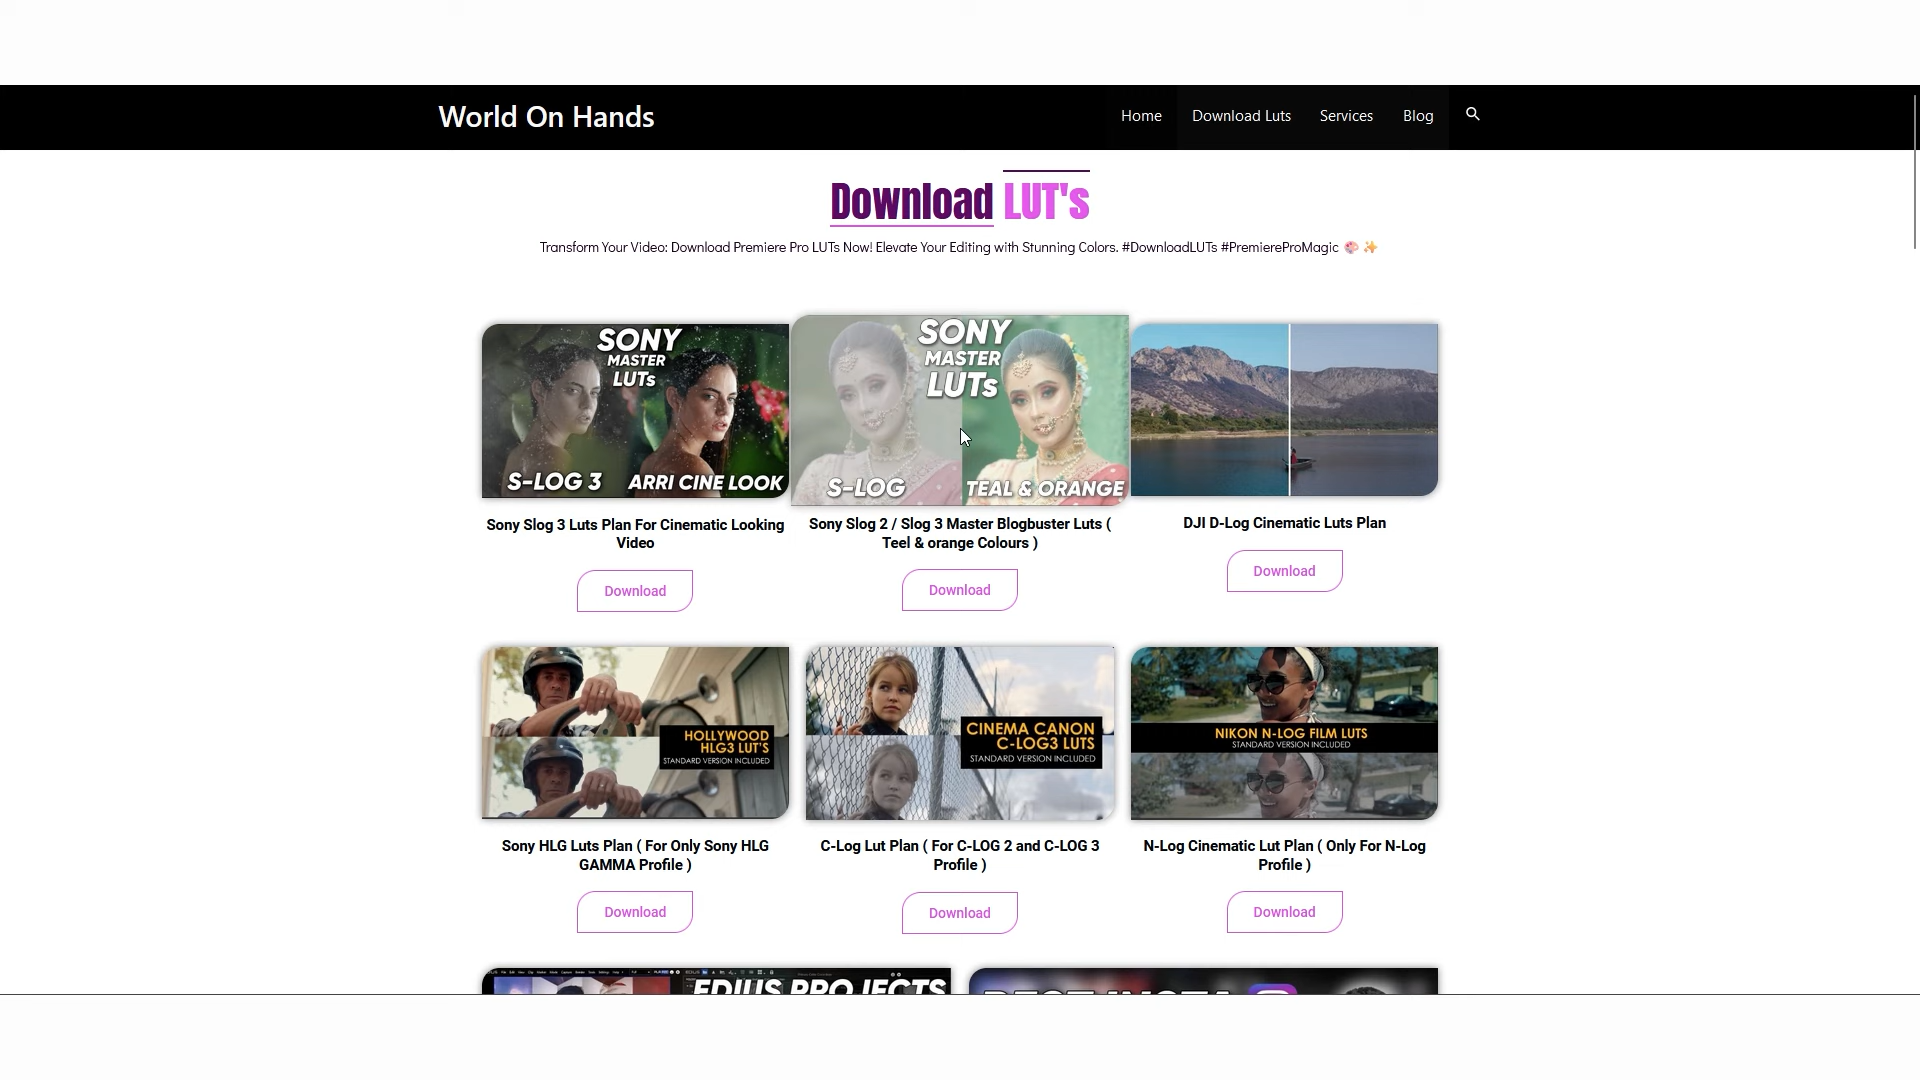 World On Hands
Home
Download Luts
Services
Blog
Download LUT's
Transform Your Video: Download Premiere Pro LUTs Now! Elevate Your Editing with Stunning Colors. #DownloadLUTs #PremiereProMagic 🎨 ✨
SONY
MASTER
LUTs
S-LOG 3
ARRI CINE LOOK
SONY
MASTER
LUTs
S-LOG
TEAL & ORANGE
Sony Slog 3 Luts Plan For Cinematic Looking
Video
Sony Slog 2 / Slog 3 Master Blogbuster Luts (
Teel & orange Colours )
DJI D-Log Cinematic Luts Plan
Download
Download
Download
HOLLYWOOD
HLG3 LUT'S
STANDARD VERSION INCLUDED
CINEMA CANON
C-LOG3 LUTS
STANDARD VERSION INCLUDED
NIKON N-LOG FILM LUTS
STANDARD VERSION INCLUDED
Sony HLG Luts Plan ( For Only Sony HLG
GAMMA Profile )
C-Log Lut Plan ( For C-LOG 2 and C-LOG 3
Profile )
N-Log Cinematic Lut Plan ( Only For N-Log
Profile )
Download
Download
Download
EDIUS PROJECTS
BEST INSTA